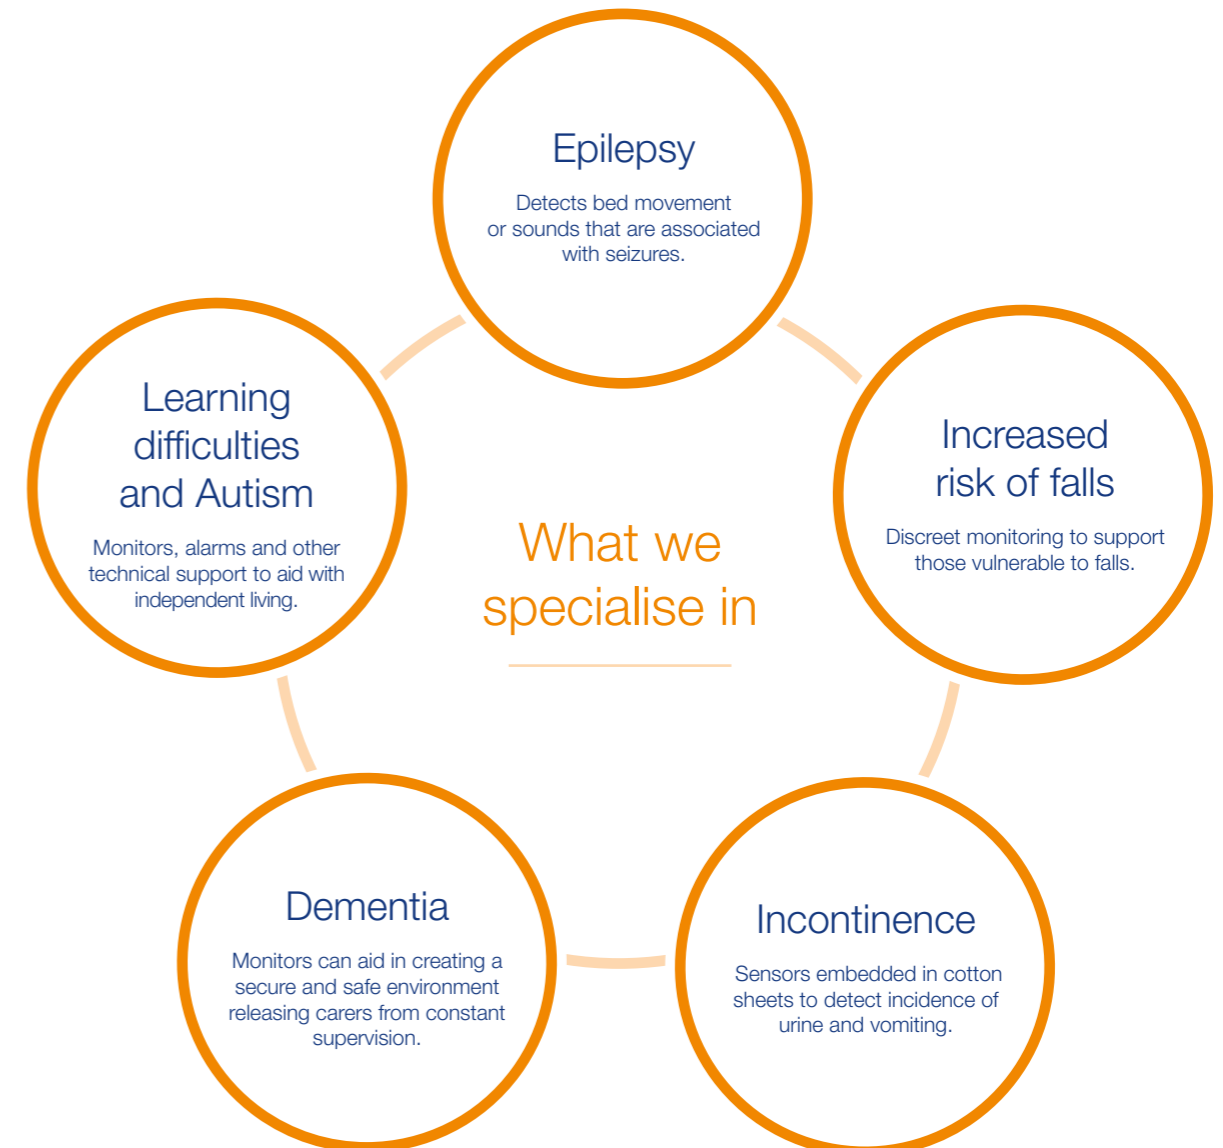 Epilepsy
Detects bed movement
or sounds that are associated
with seizures.
Learning
difficulties
and Autism
Monitors, alarms and other
technical support to aid with
independent living.
Increased
risk of falls
Discreet monitoring to support
those vulnerable to falls.
What we
specialise in
Dementia
Monitors can aid in creating a
secure and safe environment
releasing carers from constant
supervision.
Incontinence
Sensors embedded in cotton
sheets to detect incidence of
urine and vomiting.